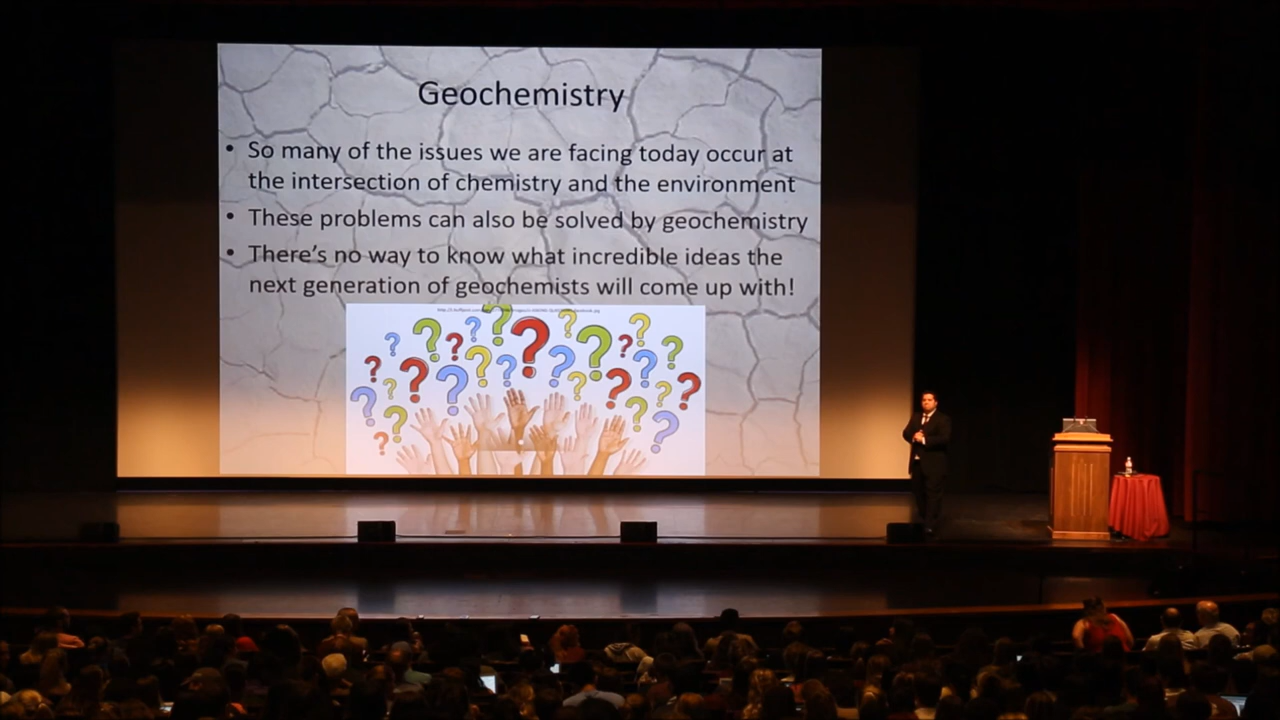 Geochemistry
• So many of the issues we are facing today occur at
the intersection of chemistry and the environment
• These problems can also be solved by geochemistry
• There's no way to know what incredible ideas the
next generation of geochemists will come up with!